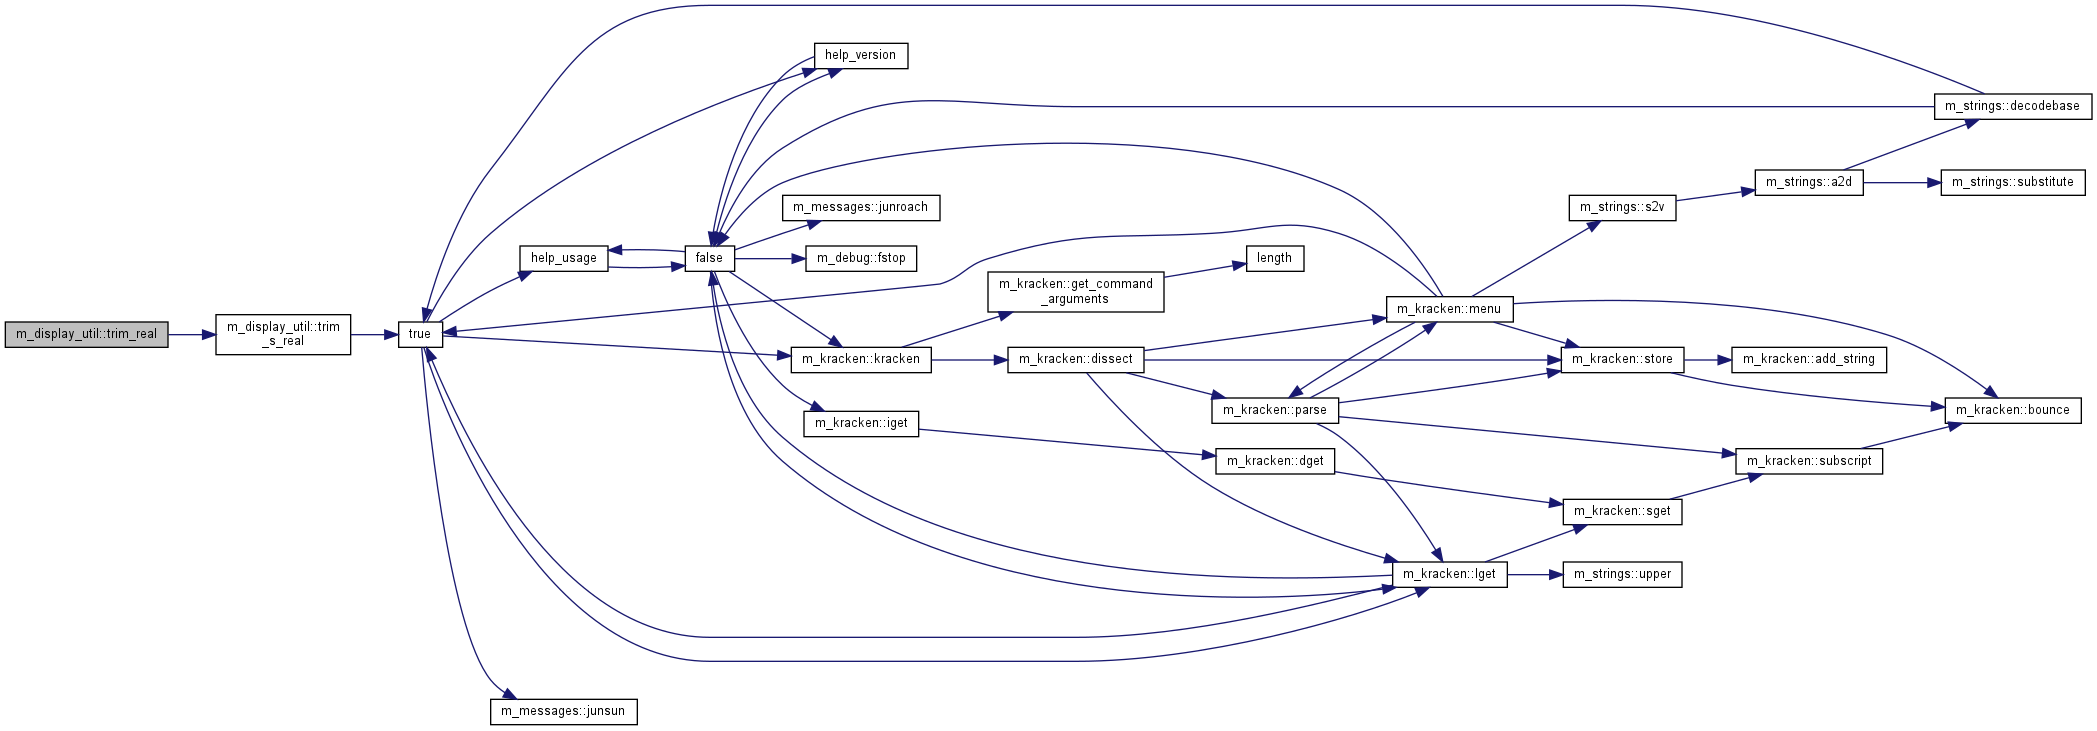 help_version
m_strings::decodebase
m_strings::a2d
m_strings::substitute
m_messages::junroach
m_strings::s2v
help_usage
false
m_debug::fstop
length
m_kracken::get_command
_arguments
m_kracken::menu
m_display_util::trim_real
m_display_util::trim
_s_real
true
m_kracken::kracken
m_kracken::dissect
m_kracken::store
m_kracken::add_string
m_kracken::parse
m_kracken::bounce
m_kracken::iget
m_kracken::dget
m_kracken::subscript
m_kracken::sget
m_kracken::lget
m_strings::upper
m_messages::junsun